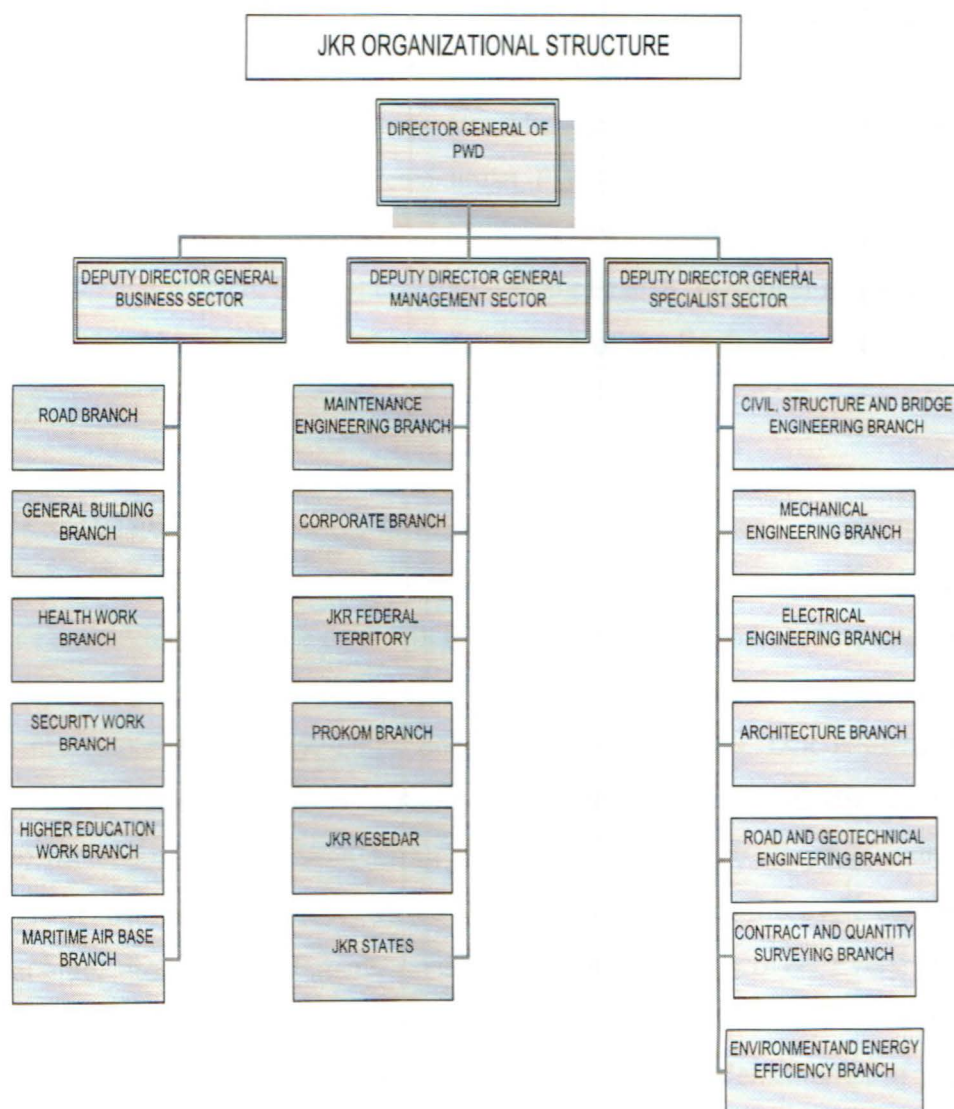 JKR ORGANIZATIONAL STRUCTURE
DIRECTOR GENERAL OF
PWD
DEPUTY DIRECTOR GENERAL
BUSINESS SECTOR
DEPUTY DIRECTOR GENERAL
MANAGEMENT SECTOR
DEPUTY DIRECTOR GENERAL
SPECIALIST SECTOR
ROAD BRANCH
GENERAL BUILDING
BRANCH
HEALTH WORK
BRANCH
SECURITY WORK
BRANCH
HIGHER EDUCATION
WORK BRANCH
MARITIME AIR BASE
BRANCH
MAINTENANCE
ENGINEERING BRANCH
CORPORATE BRANCH
JKR FEDERAL
TERRITORY
PROKOM BRANCH
JKR KESEDAR
JKR STATES
CIVIL, STRUCTURE AND BRIDGE
ENGINEERING BRANCH
MECHANICAL
ENGINEERING BRANCH
ELECTRICAL
ENGINEERING BRANCH
ARCHITECTURE BRANCH
ROAD AND GEOTECHNICAL
ENGINEERING BRANCH
CONTRACT AND QUANTITY
SURVEYING BRANCH
ENVIRONMENTAND ENERGY
EFFICIENCY BRANCH